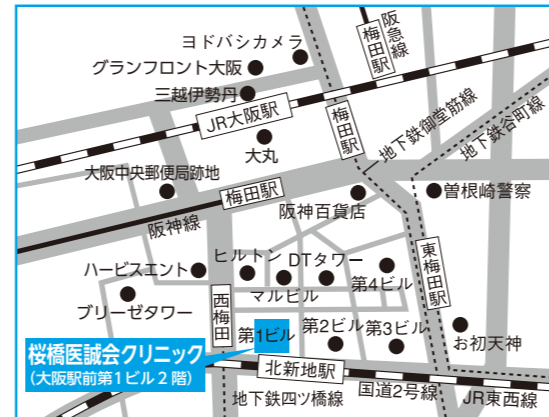 ヨドバシカメラ
グランフロント大阪
三越伊勢丹
阪急線
梅田駅
JR大阪駅
梅田駅
大丸
地下鉄御堂筋線
地下鉄谷町線
大阪中央郵便局跡地
梅田駅
阪神百貨店
曽根崎警察
阪神線
ハービスエント
ヒルトン
DTタワー
マルビル
第4ビル
東梅田駅
ブリーゼタワー
西梅田
第1ビル
第2ビル
第3ビル
お初天神
桜橋医誠会クリニック
(大阪駅前第1ビル2階)
北新地駅
国道2号線
地下鉄四ツ橋線
JR東西線